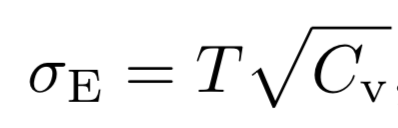 σ_E = T√C_v.